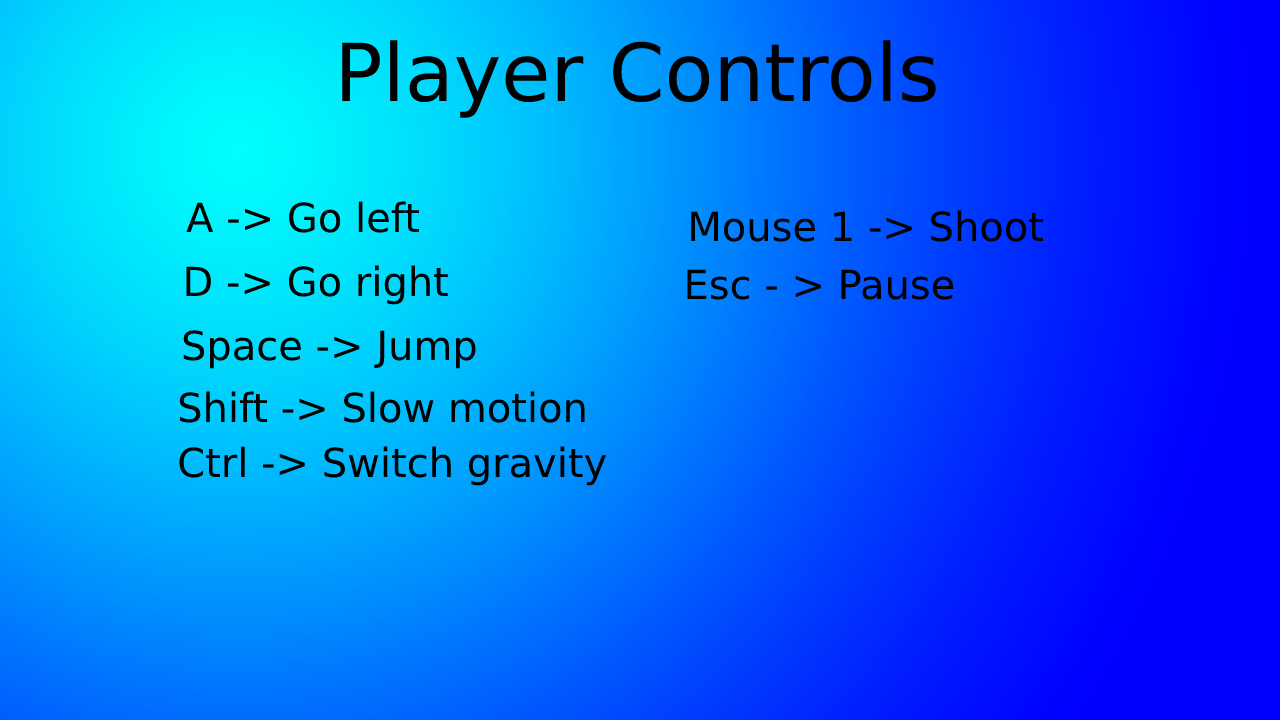 Player Controls
A -> Go left
D -> Go right
Space -> Jump
Shift -> Slow motion
Ctrl -> Switch gravity
Mouse 1 -> Shoot
Esc - > Pause